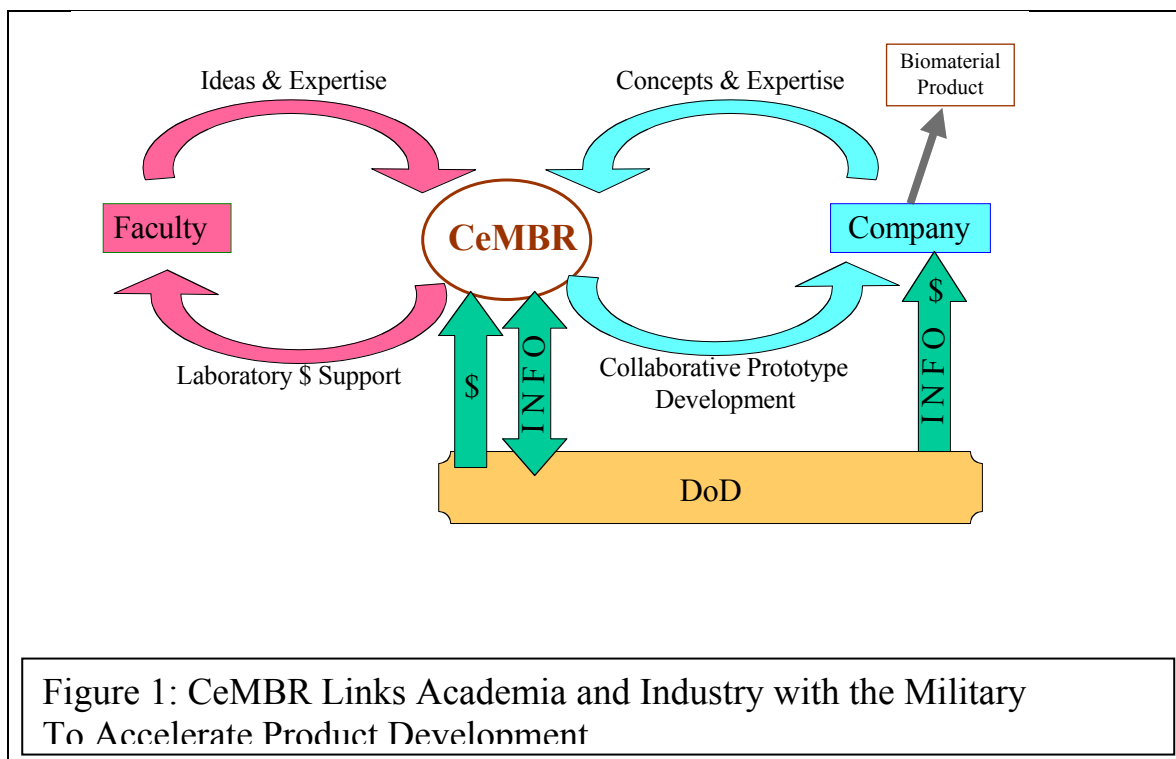 Ideas & Expertise
Concepts & Expertise
Biomaterial
Product
Faculty
CeMBR
Company
Laboratory $ Support
$
INFO
Collaborative Prototype
Development
INFO $
DoD
Figure 1: CeMBR Links Academia and Industry with the Military
To Accelerate Product Development